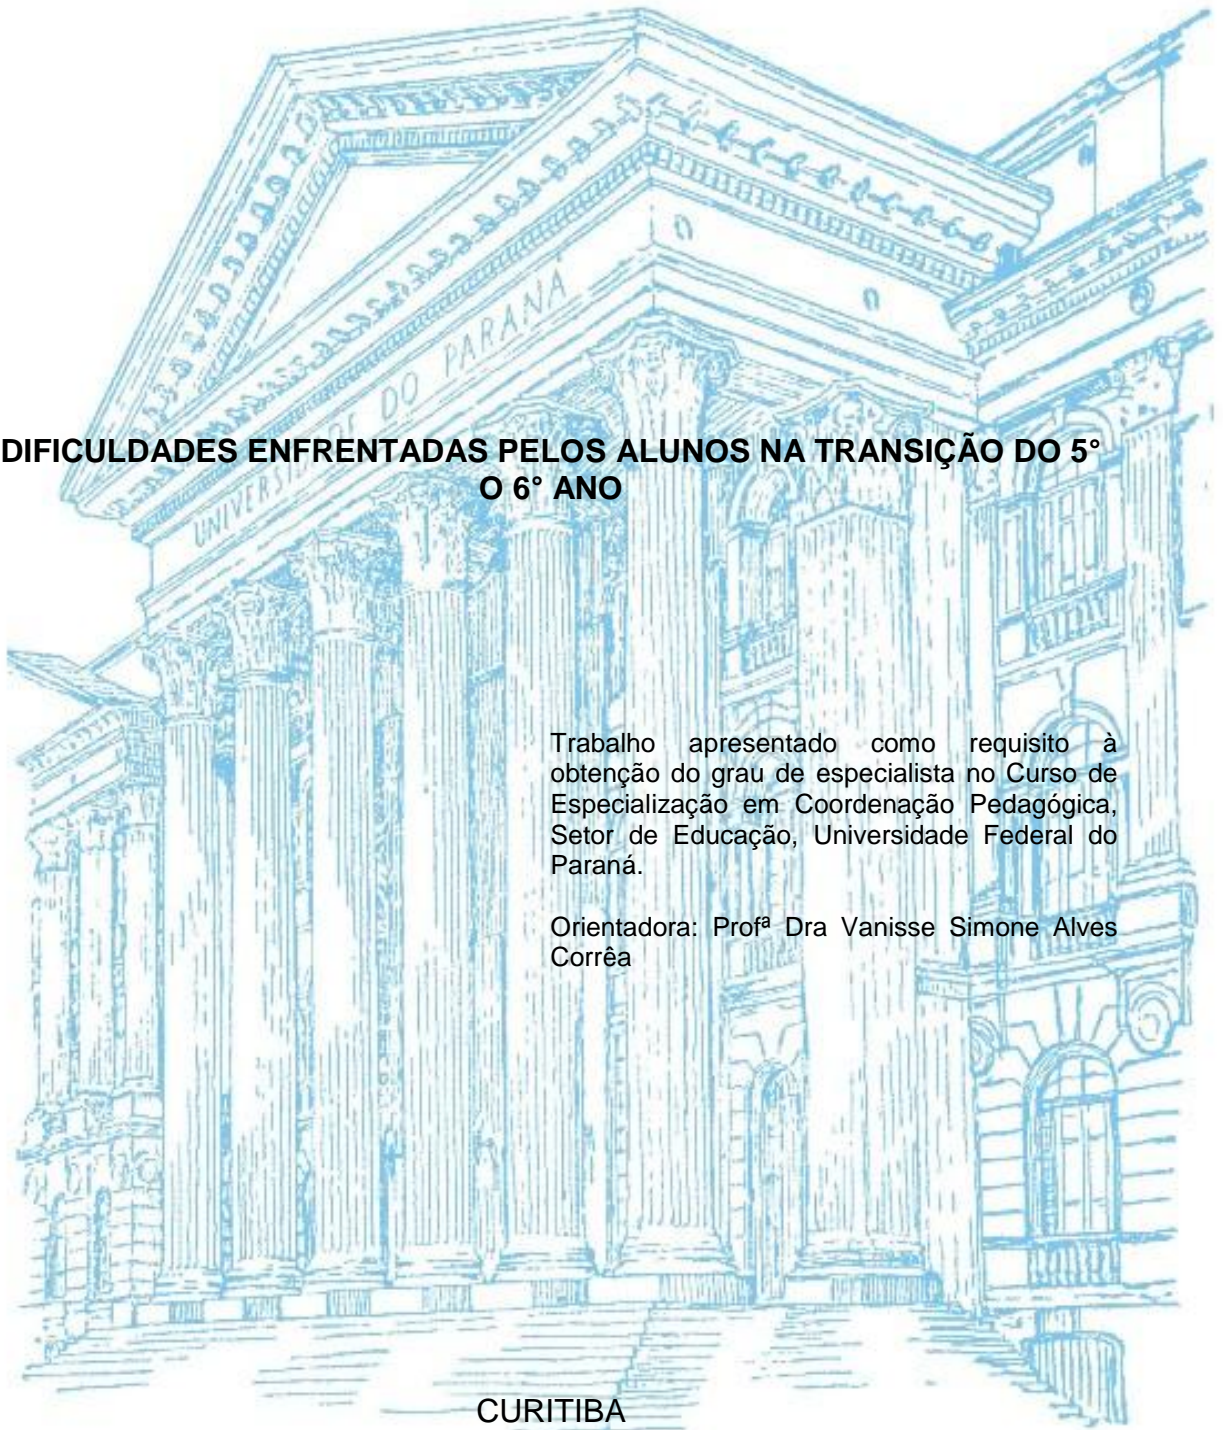 UNIVERSIDADE DO PARANÁ
DIFICULDADES ENFRENTADAS PELOS ALUNOS NA TRANSIÇÃO DO 5°
O 6° ANO
Trabalho apresentado como requisito à
obtenção do grau de especialista no Curso de
Especialização em Coordenação Pedagógica,
Setor de Educação, Universidade Federal do
Paraná.
Orientadora: Profª Dra Vanisse Simone Alves
Corrêa
CURITIBA